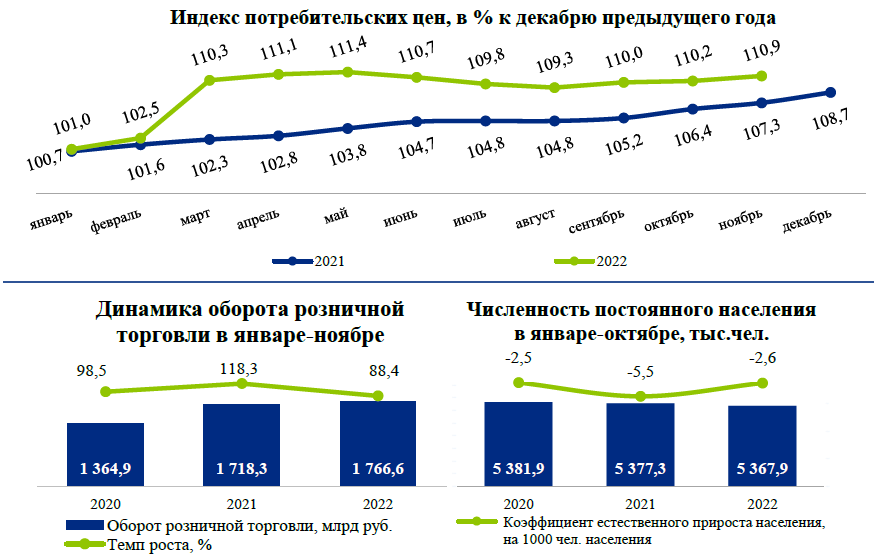 Индекс потребительских цен, в % к декабрю предыдущего года
101,0 102,5 110,3 111,1 111,4 110,7 109,8 109,3 110,0 110,2 110,9
100,7 101,6 102,3 102,8 103,8 104,7 104,8 104,8 105,2 106,4 107,3 108,7
январь февраль март апрель май июнь июль август сентябрь октябрь ноябрь декабрь
2021 2022
Динамика оборота розничной
торговли в январе-ноябре
98,5 118,3 88,4
1 364,9 1 718,3 1 766,6
2020 2021 2022
Оборот розничной торговли, млрд руб.
Темп роста, %
Численность постоянного населения
в январе-октябре, тыс.чел.
-2,5 -5,5 -2,6
5 381,9 5 377,3 5 367,9
2020 2021 2022
Коэффициент естественного прироста населения,
на 1000 чел. населения